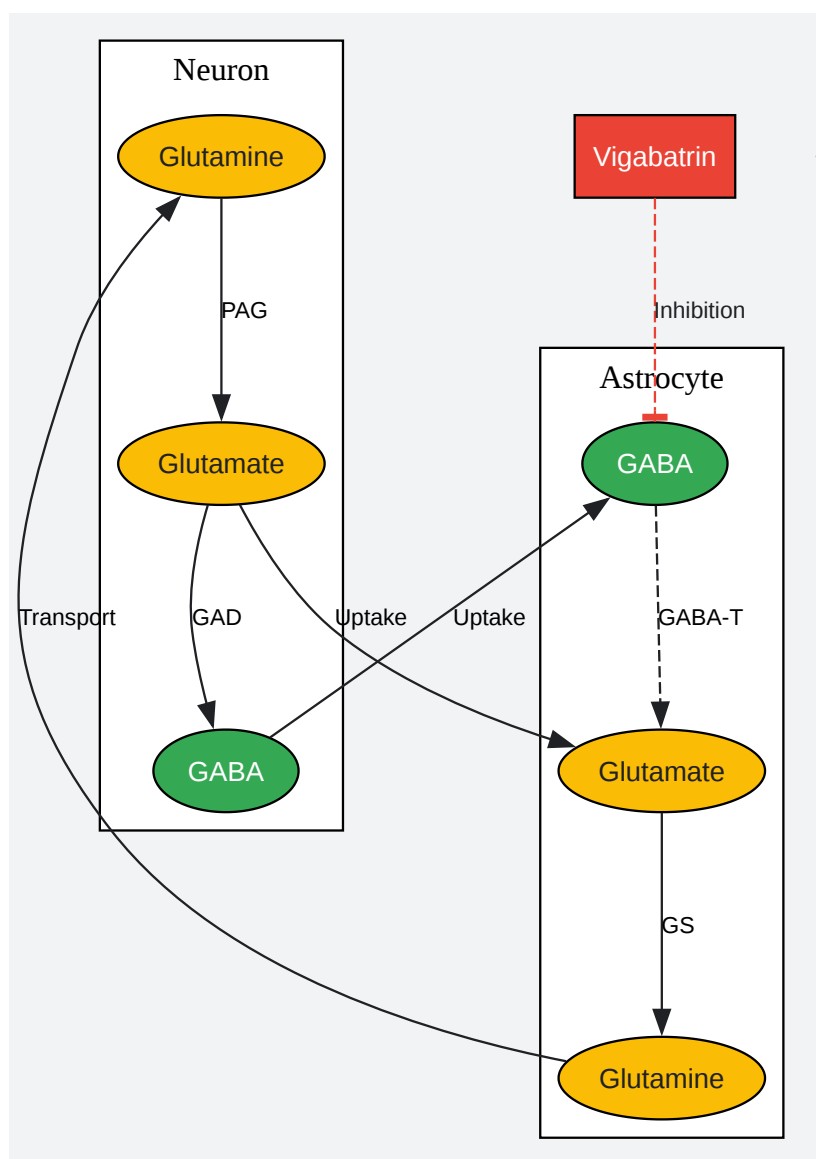 Neuron
Glutamine
Vigabatrin
PAG
Inhibition
Astrocyte
Glutamate
GABA
Transport
GAD
Uptake
Uptake
GABA-T
GABA
Glutamate
GS
Glutamine